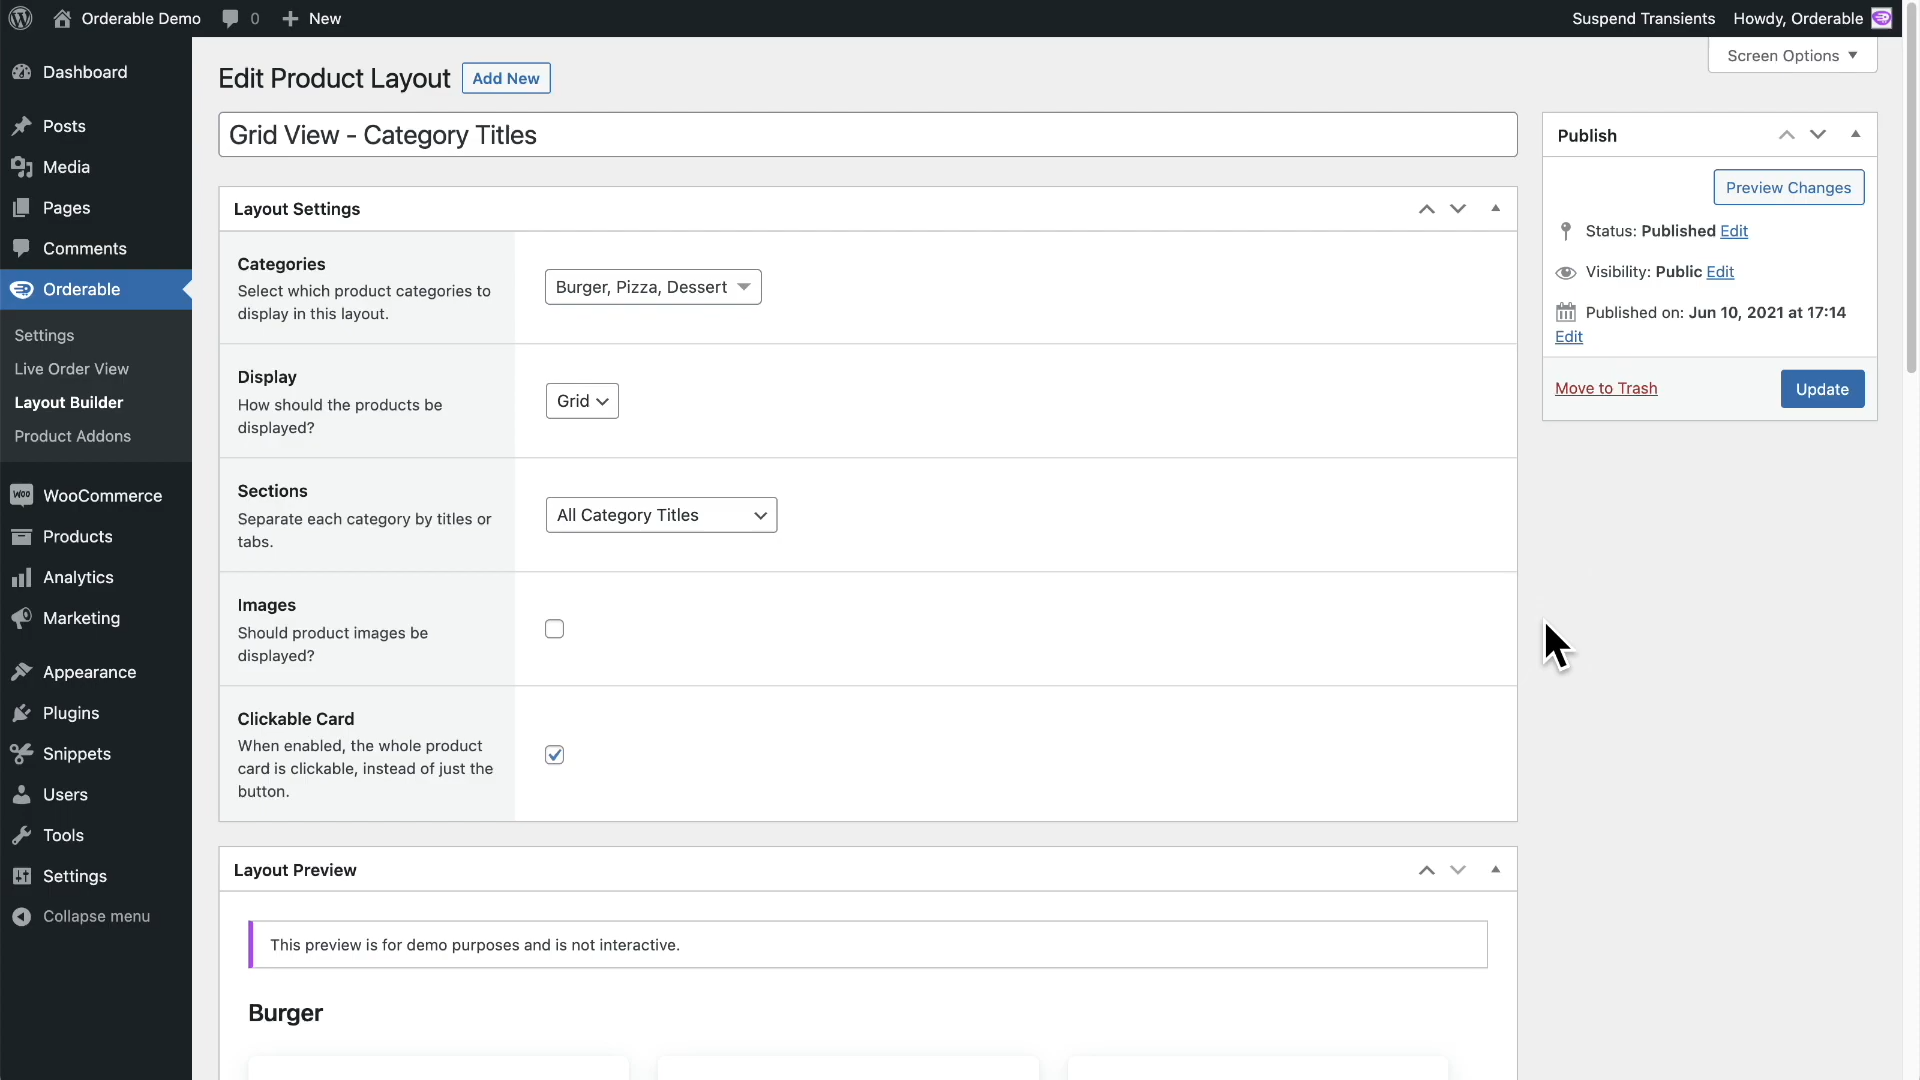 Orderable Demo 0 New Suspend Transients Howdy, Orderable
Screen Options
Dashboard
Posts
Media
Pages
Comments
Orderable
Settings
Live Order View
Layout Builder
Product Addons
WooCommerce
Products
Analytics
Marketing
Appearance
Plugins
Snippets
Users
Tools
Settings
Collapse menu
Edit Product Layout Add New
Grid View - Category Titles
Layout Settings
Categories
Select which product categories to
display in this layout.
Burger, Pizza, Dessert
Display
How should the products be
displayed?
Grid
Sections
Separate each category by titles or
tabs.
All Category Titles
Images
Should product images be
displayed?
Clickable Card
When enabled, the whole product
card is clickable, instead of just the
button.
Layout Preview
This preview is for demo purposes and is not interactive.
Burger
Publish
Preview Changes
Status: Published Edit
Visibility: Public Edit
Published on: Jun 10, 2021 at 17:14
Edit
Move to Trash Update